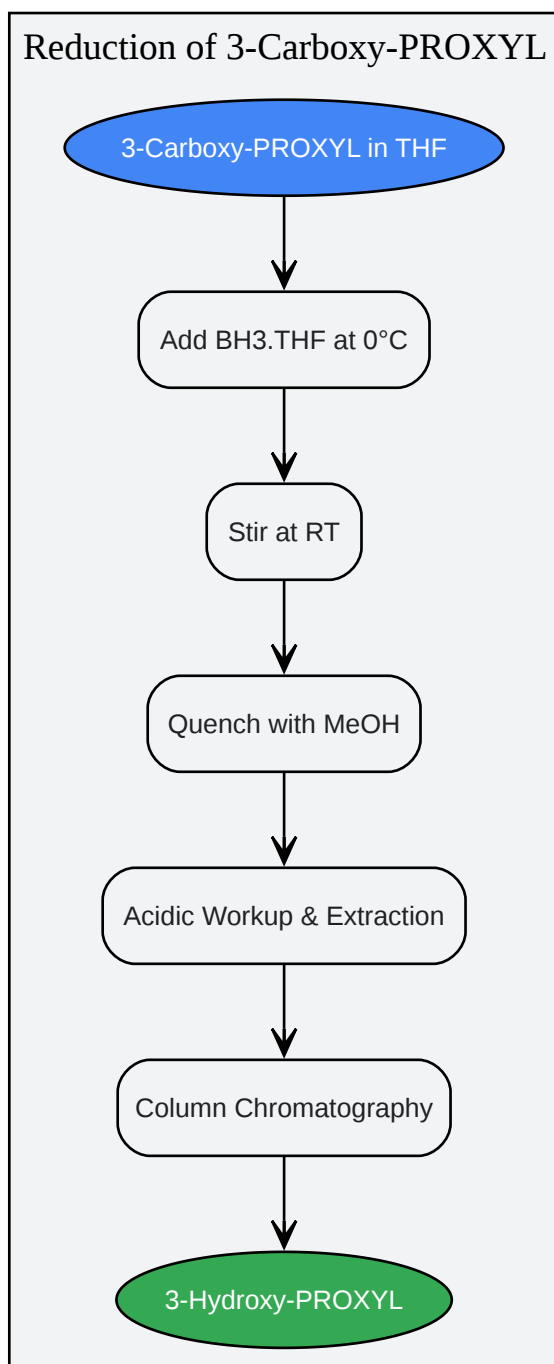 Reduction of 3-Carboxy-PROXYL
3-Carboxy-PROXYL in THF
Add BH3.THF at 0°C
Stir at RT
Quench with MeOH
Acidic Workup & Extraction
Column Chromatography
3-Hydroxy-PROXYL